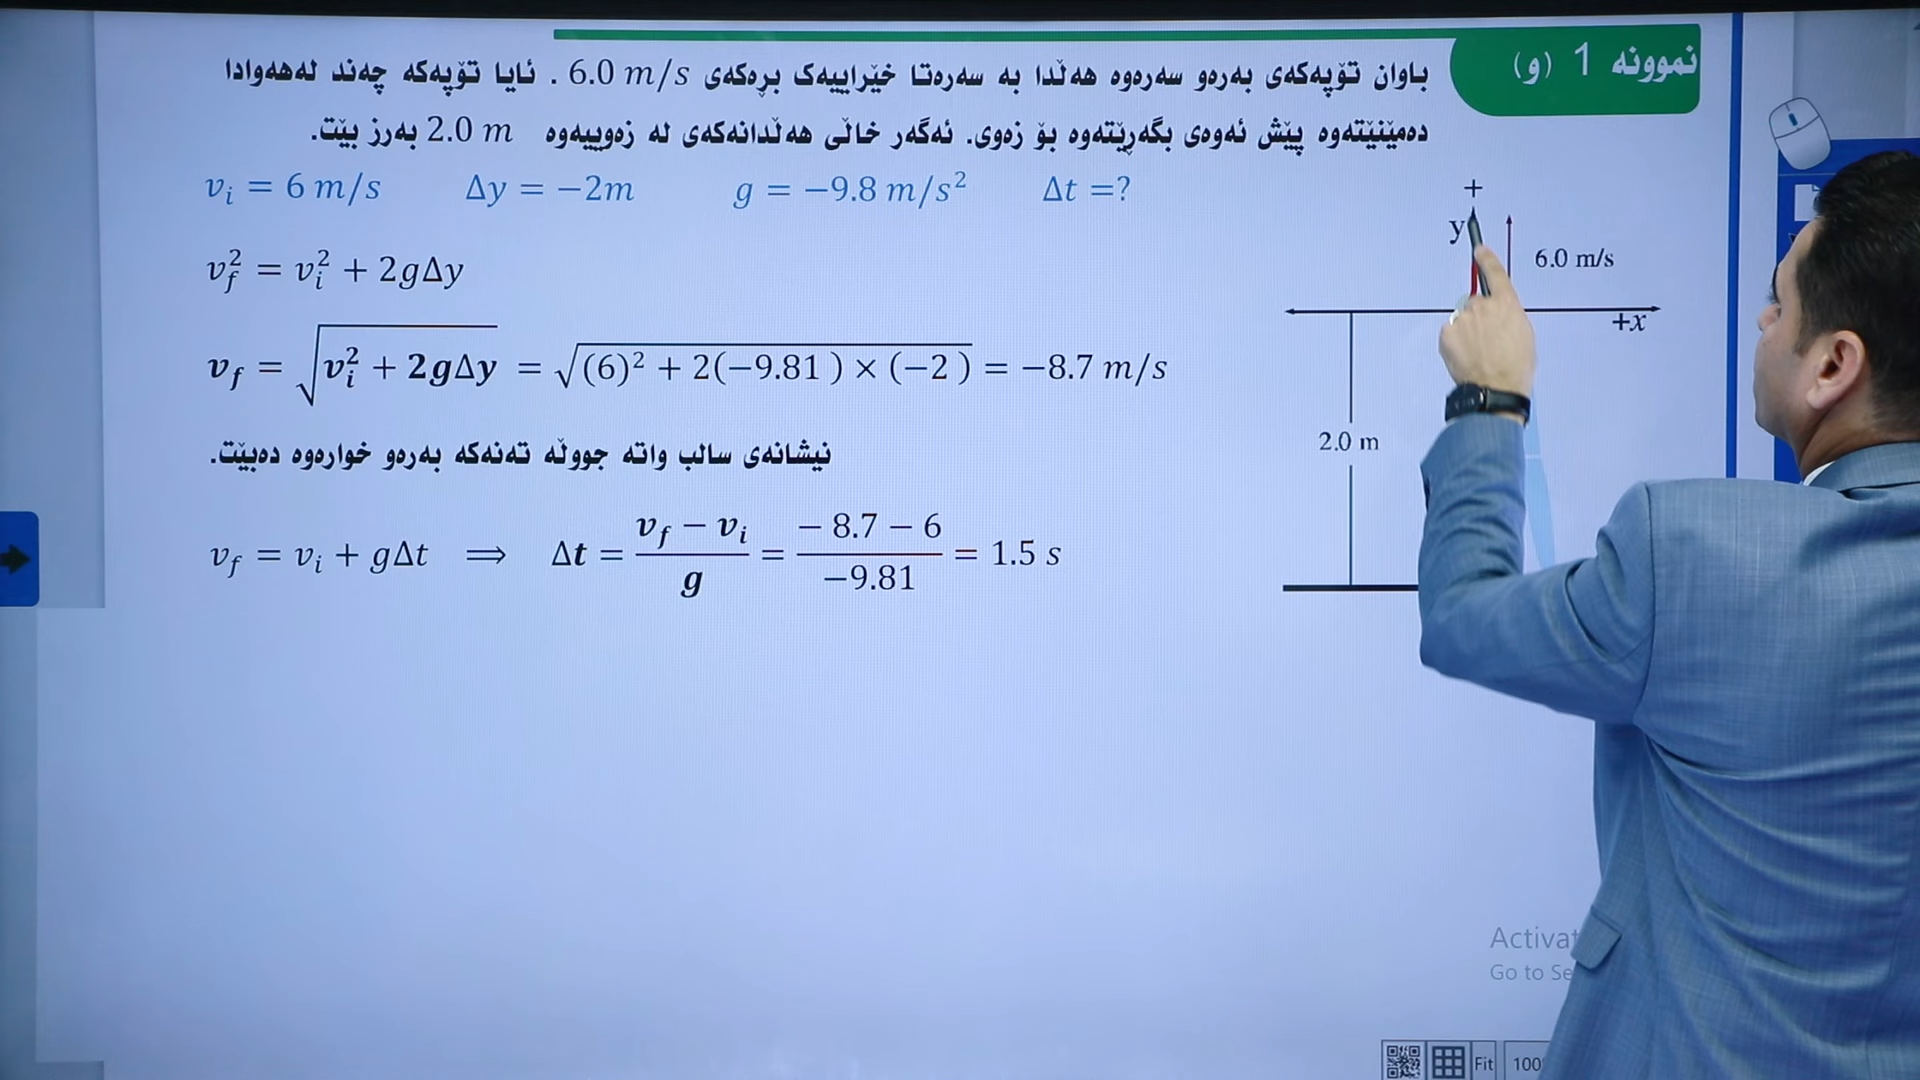 نموونه 1 (و)
باوان تۆپەکەی بەرەو سەرەوە هەڵدا بە سەرەتا خێراییەک بڕەکەی 6.0 m/s . ئایا تۆپەکە چەند لەهەوادا
دەمێنێتەوە پێش ئەوەی بگەڕێتەوە بۆ زەوی. ئەگەر خاڵی هەڵدانەکەی لە زەوییەوە 2.0 m بەرز بێت.
v_i = 6 m/s Δy = −2m g = −9.8 m/s² Δt =?
v_f² = v_i² + 2gΔy
v_f = √(v_i² + 2gΔy) = √((6)² + 2(−9.81 ) × (−2 )) = −8.7 m/s
نیشانەی سالب واتە جووڵە تەنەکە بەرەو خوارەوە دەبێت.
v_f = v_i + gΔt ⟹ Δt = (v_f − v_i)/g = (− 8.7 − 6)/(−9.81) = 1.5 s
+
y
6.0 m/s
+x
2.0 m
Activat
Go to Se
Fit 100